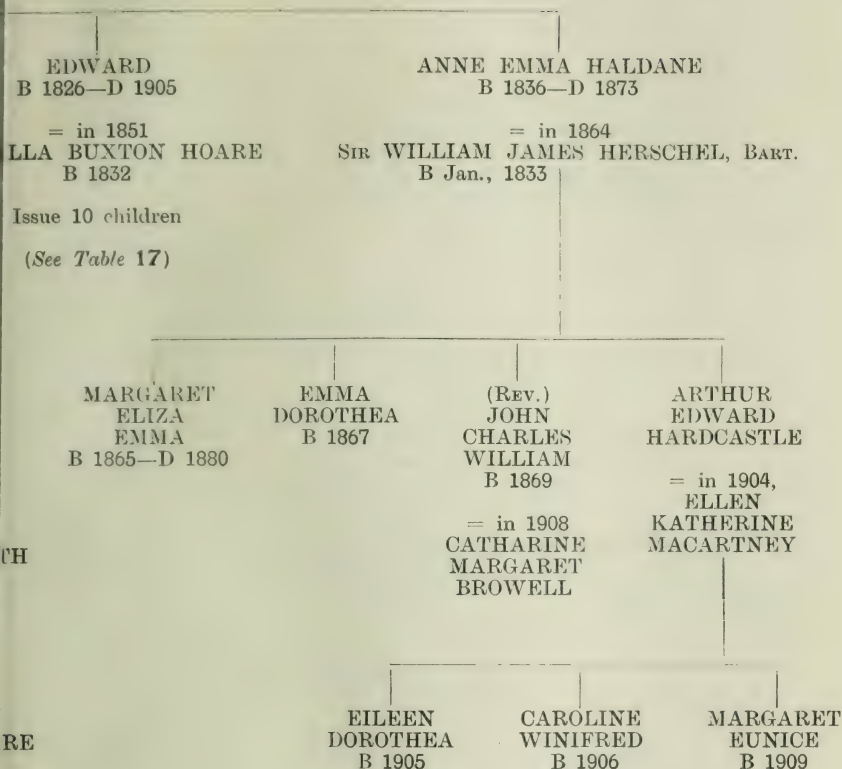 EDWARD
B 1826—D 1905
= in 1851
LLA BUXTON HOARE
B 1832
Issue 10 children
(See Table 17)
ANNE EMMA HALDANE
B 1836—D 1873
= in 1864
SIR WILLIAM JAMES HERSCHEL, BART.
B Jan., 1833
MARGARET
ELIZA
EMMA
B 1865—D 1880
EMMA
DOROTHEA
B 1867
(REV.)
JOHN
CHARLES
WILLIAM
B 1869
= in 1908
CATHARINE
MARGARET
BROWELL
ARTHUR
EDWARD
HARDCASTLE
= in 1904,
ELLEN
KATHERINE
MACARTNEY
TH
RE
EILEEN
DOROTHEA
B 1905
CAROLINE
WINIFRED
B 1906
MARGARET
EUNICE
B 1909